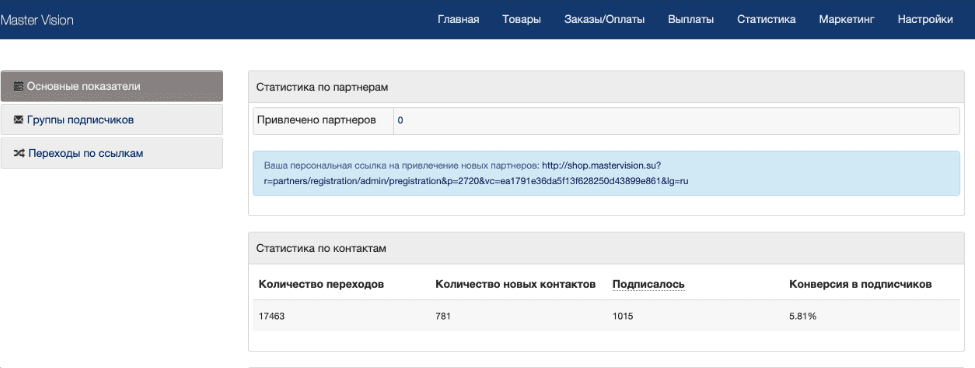 Master Vision
Главная Товары Заказы/Оплаты Выплаты Статистика Маркетинг Настройки
Основные показатели
Группы подписчиков
Переходы по ссылкам
Статистика по партнерам
Привлечено партнеров 0
Ваша персональная ссылка на привлечение новых партнеров: http://shop.mastervision.su?
r=partners/registration/admin/pregistration&p=2720&vc=ea1791e36da5f13f628250d43899e861&lg=ru
Статистика по контактам
Количество переходов Количество новых контактов Подписалось Конверсия в подписчиков
17463 781 1015 5.81%